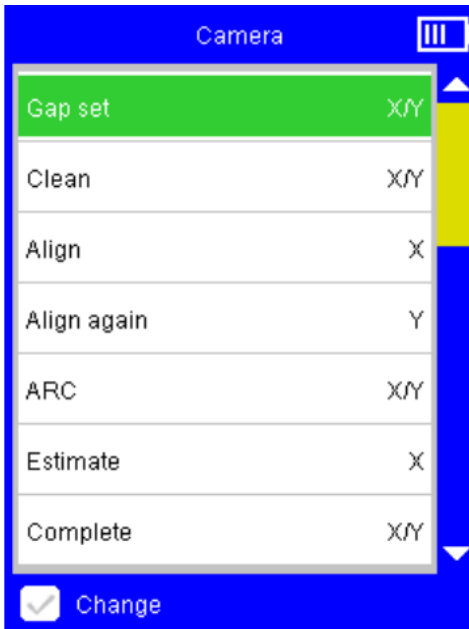 Camera
Gap set X/Y
Clean X/Y
Align X
Align again Y
ARC X/Y
Estimate X
Complete X/Y
Change